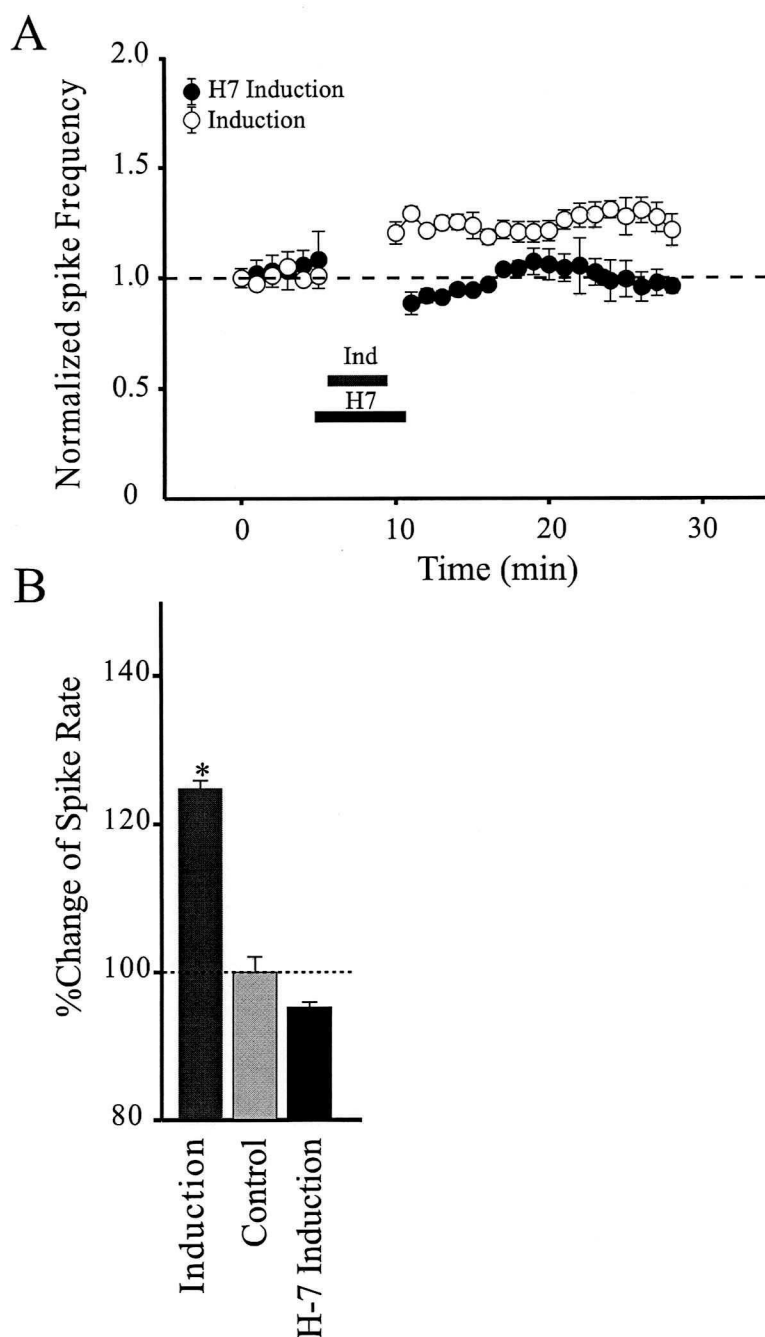 A
Normalized spike Frequency
2.0
1.5
1.0
0.5
0
H7 Induction
Induction
Ind
H7
0
10
20
30
Time (min)
B
%Change of Spike Rate
140
120
100
80
*
Induction
Control
H-7 Induction